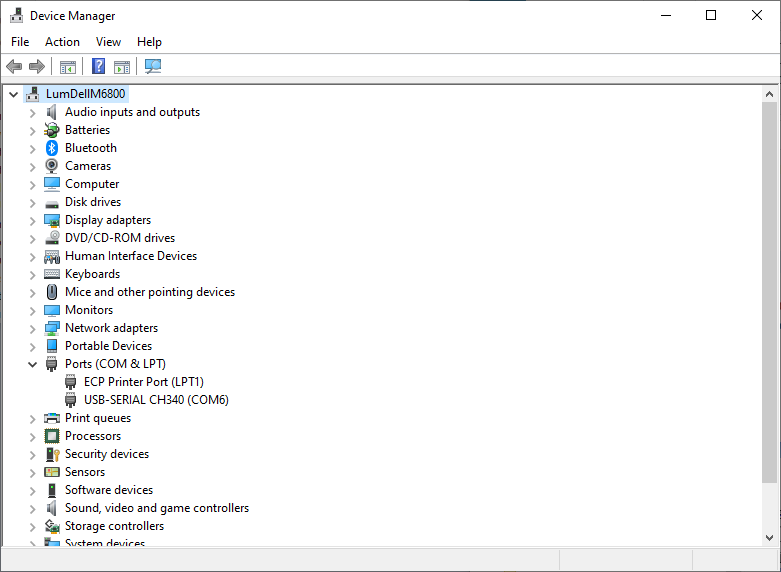 Device Manager
File Action View Help
LumDellM6800
Audio inputs and outputs
Batteries
Bluetooth
Cameras
Computer
Disk drives
Display adapters
DVD/CD-ROM drives
Human Interface Devices
Keyboards
Mice and other pointing devices
Monitors
Network adapters
Portable Devices
Ports (COM & LPT)
ECP Printer Port (LPT1)
USB-SERIAL CH340 (COM6)
Print queues
Processors
Security devices
Sensors
Software devices
Sound, video and game controllers
Storage controllers
System devices